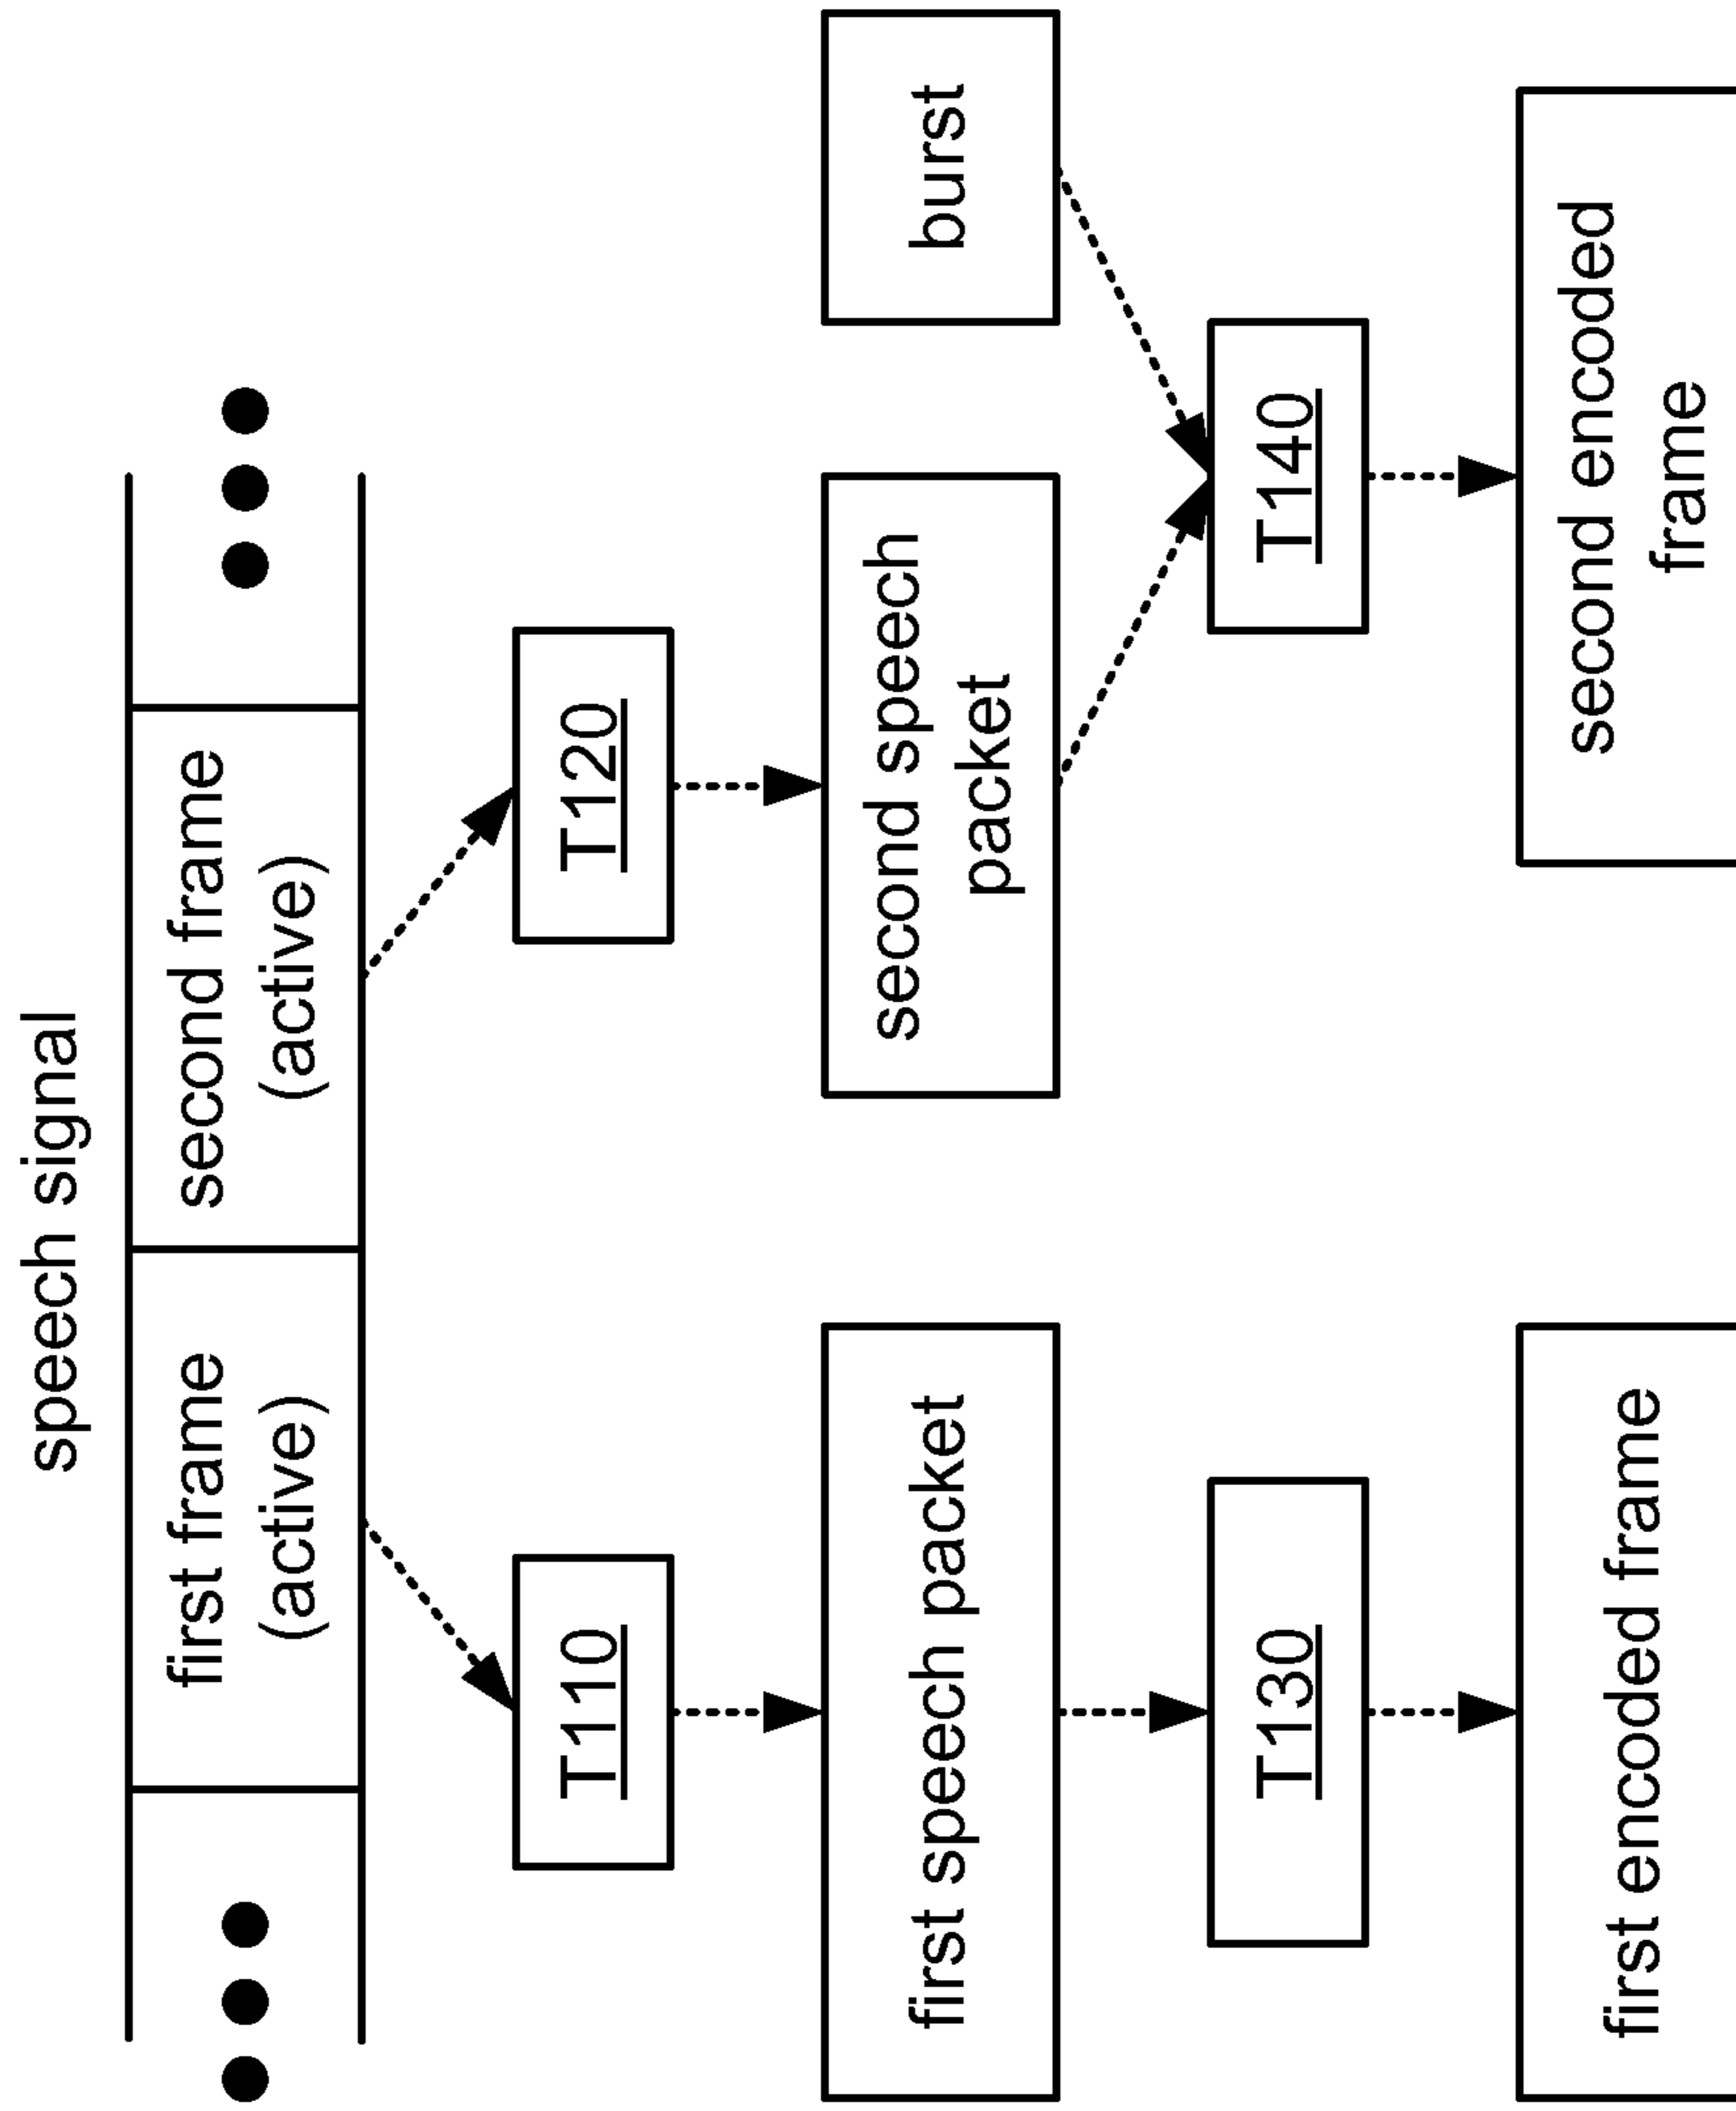 speech signal
first frame
(active)
second frame
(active)
T110
T120
first speech packet
second speech
packet
burst
T130
T140
first encoded frame
second encoded
frame